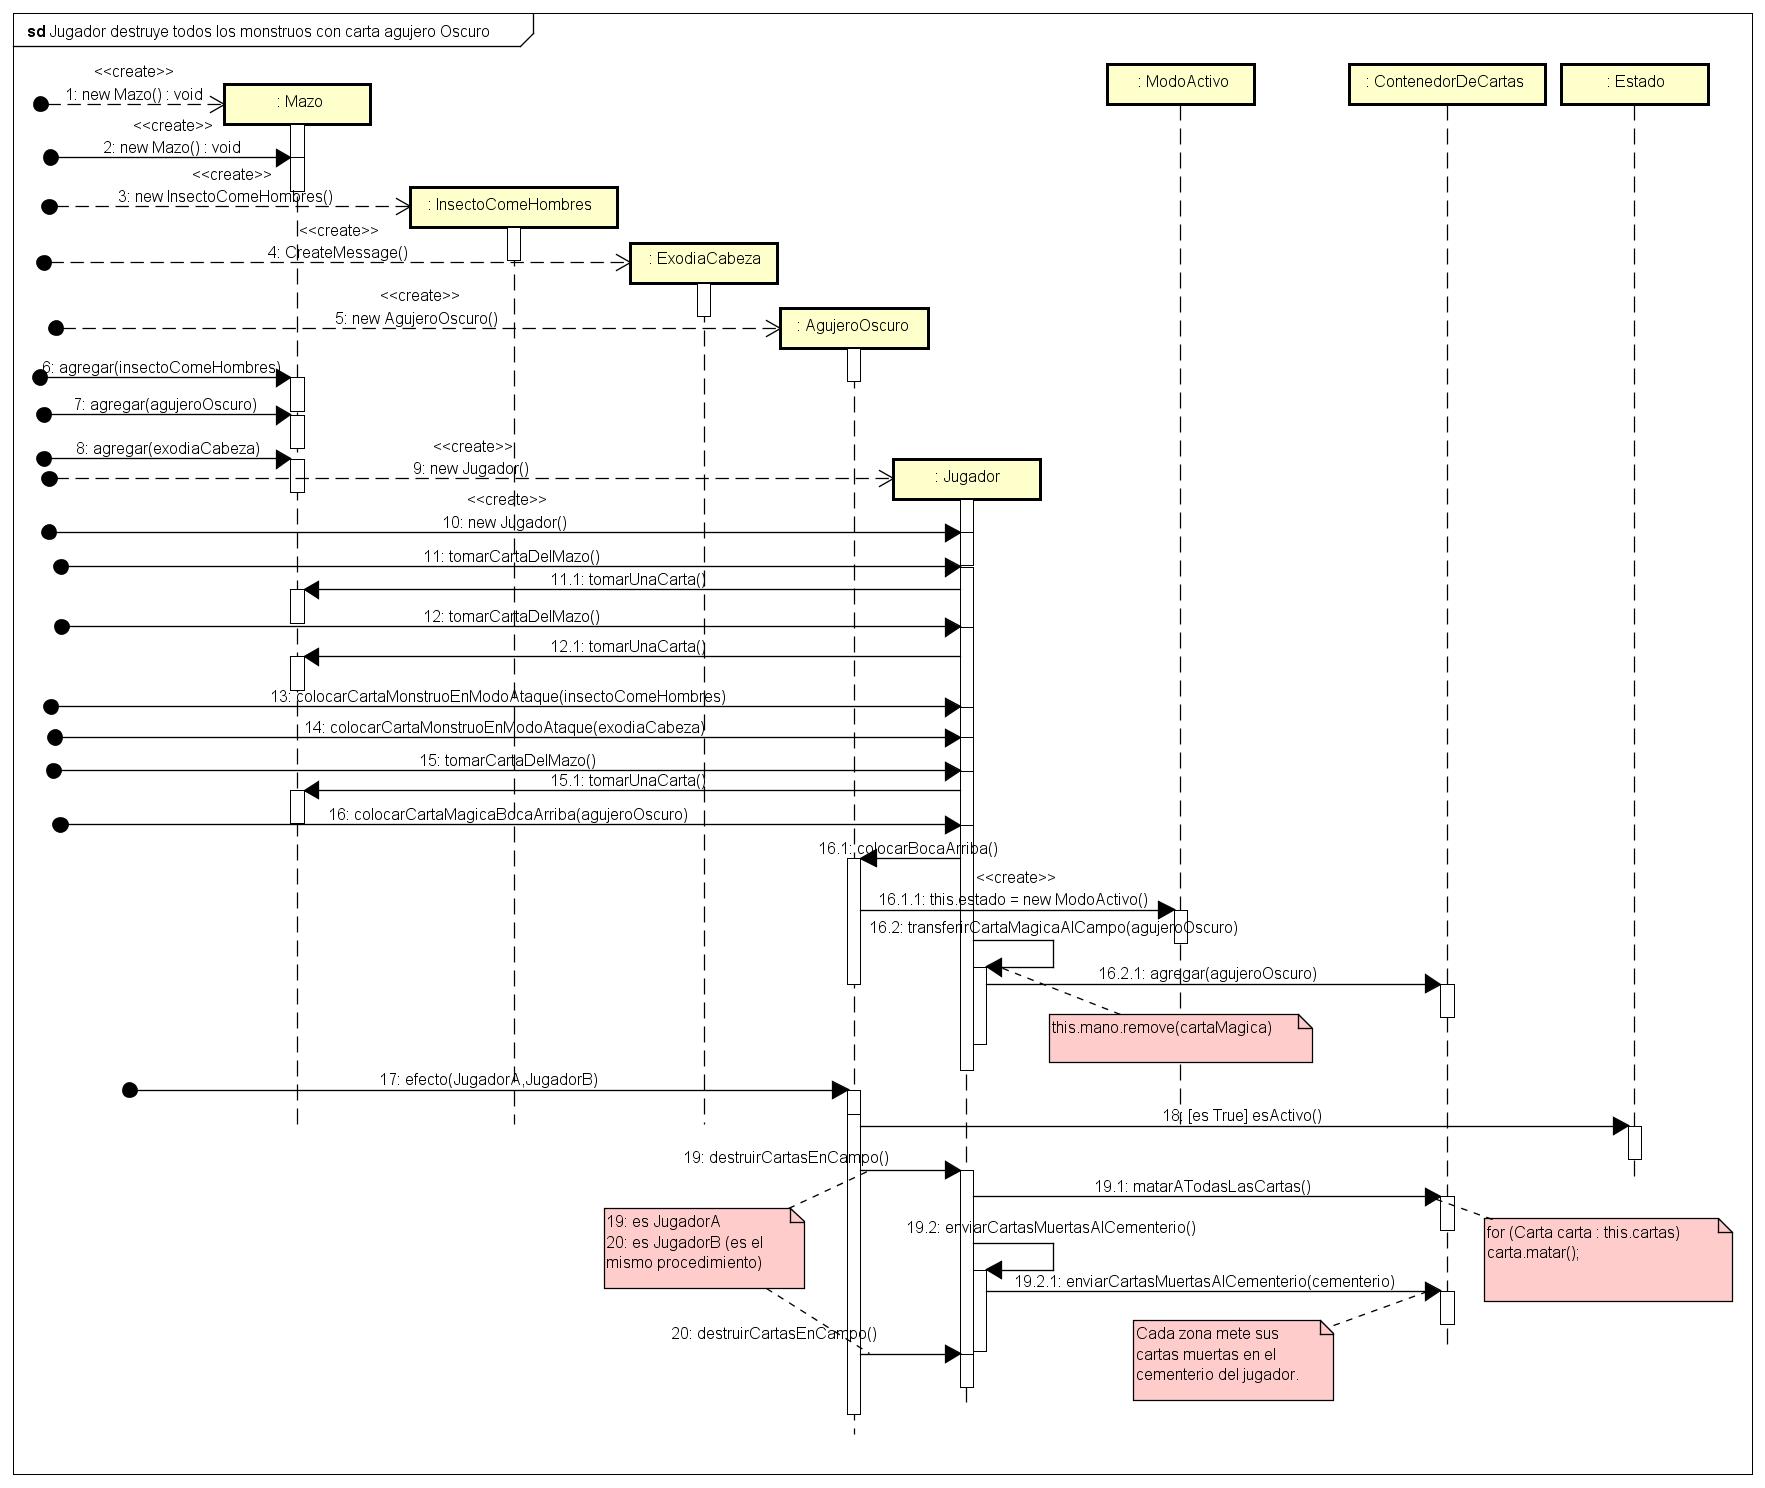 sd Jugador destruye todos los monstruos con carta agujero Oscuro
<<create>>
1: new Mazo() : void
: Mazo
: ModoActivo
: ContenedorDeCartas
: Estado
<<create>>
2: new Mazo() : void
<<create>>
3: new InsectoComeHombres()
: InsectoComeHombres
<<create>>
4: CreateMessage()
: ExodiaCabeza
<<create>>
5: new AgujeroOscuro()
: AgujeroOscuro
6: agregar(insectoComeHombres)
7: agregar(agujeroOscuro)
8: agregar(exodiaCabeza)
<<create>>
9: new Jugador()
: Jugador
<<create>>
10: new Jugador()
11: tomarCartaDelMazo()
11.1: tomarUnaCarta()
12: tomarCartaDelMazo()
12.1: tomarUnaCarta()
13: colocarCartaMonstruoEnModoAtaque(insectoComeHombres)
14: colocarCartaMonstruoEnModoAtaque(exodiaCabeza)
15: tomarCartaDelMazo()
15.1: tomarUnaCarta()
16: colocarCartaMagicaBocaArriba(agujeroOscuro)
16.1: colocarBocaArriba()
<<create>>
16.1.1: this.estado = new ModoActivo()
16.2: transferirCartaMagicaAlCampo(agujeroOscuro)
16.2.1: agregar(agujeroOscuro)
this.mano.remove(cartaMagica)
17: efecto(JugadorA,JugadorB)
18: [es True] esActivo()
19: destruirCartasEnCampo()
19.1: matarATodasLasCartas()
19: es JugadorA
20: es JugadorB (es el
mismo procedimiento)
19.2: enviarCartasMuertasAlCementerio()
for (Carta carta : this.cartas)
carta.matar();
19.2.1: enviarCartasMuertasAlCementerio(cementerio)
20: destruirCartasEnCampo()
Cada zona mete sus
cartas muertas en el
cementerio del jugador.